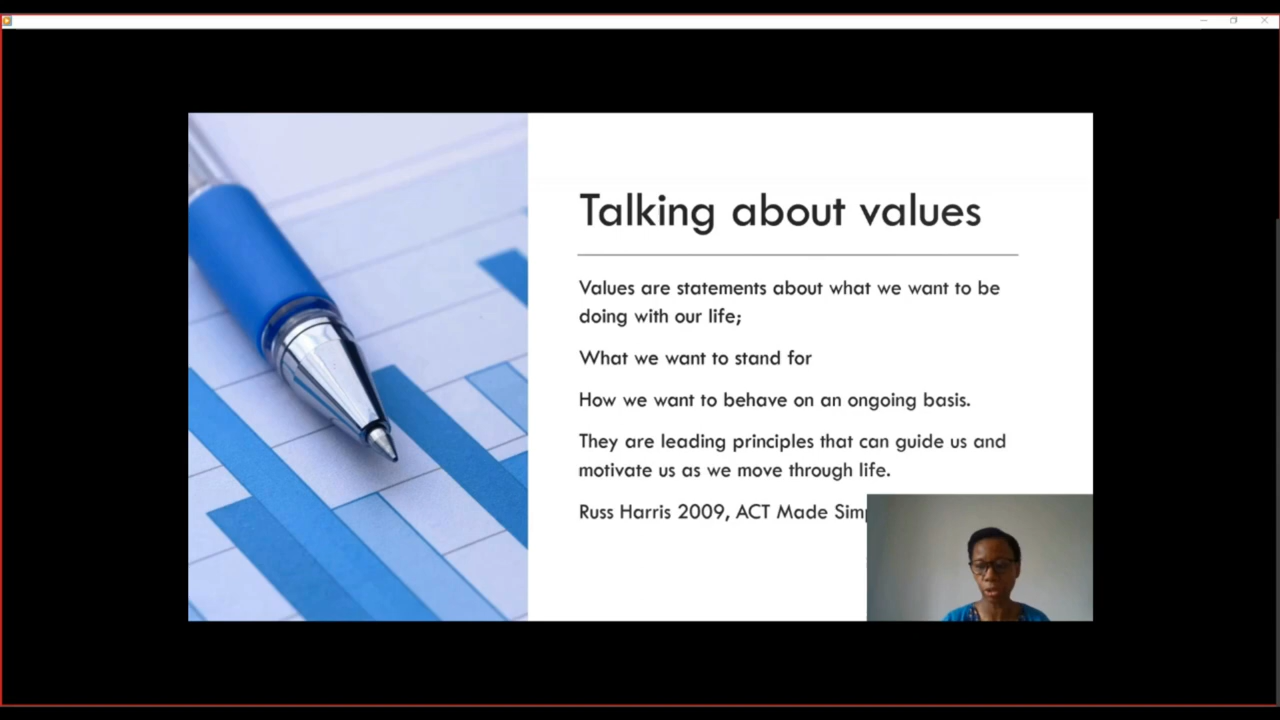 Talking about values
Values are statements about what we want to be
doing with our life;
What we want to stand for
How we want to behave on an ongoing basis.
They are leading principles that can guide us and
motivate us as we move through life.
Russ Harris 2009, ACT Made